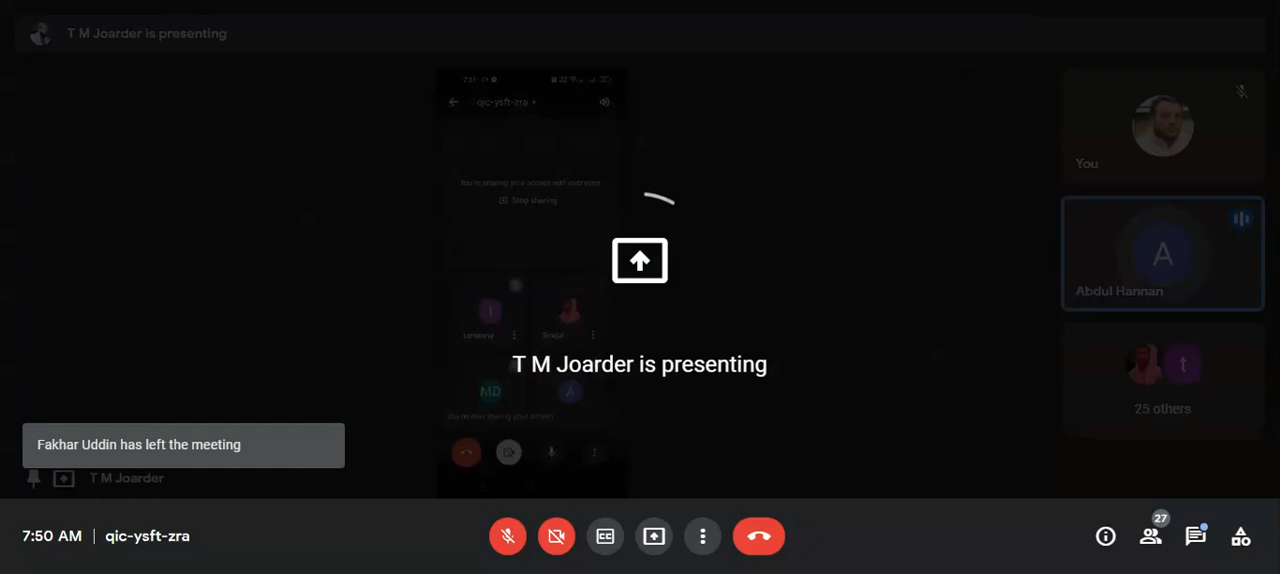 T M Joarder is presenting
qic-ysft-zra
You're sharing your screen with everyone
Stop sharing
You
A
Abdul Hannan
T M Joarder is presenting
MD
A
You're now sharing your screen
t
25 others
Fakhar Uddin has left the meeting
T M Joarder
7:50 AM | qic-ysft-zra
CC
27